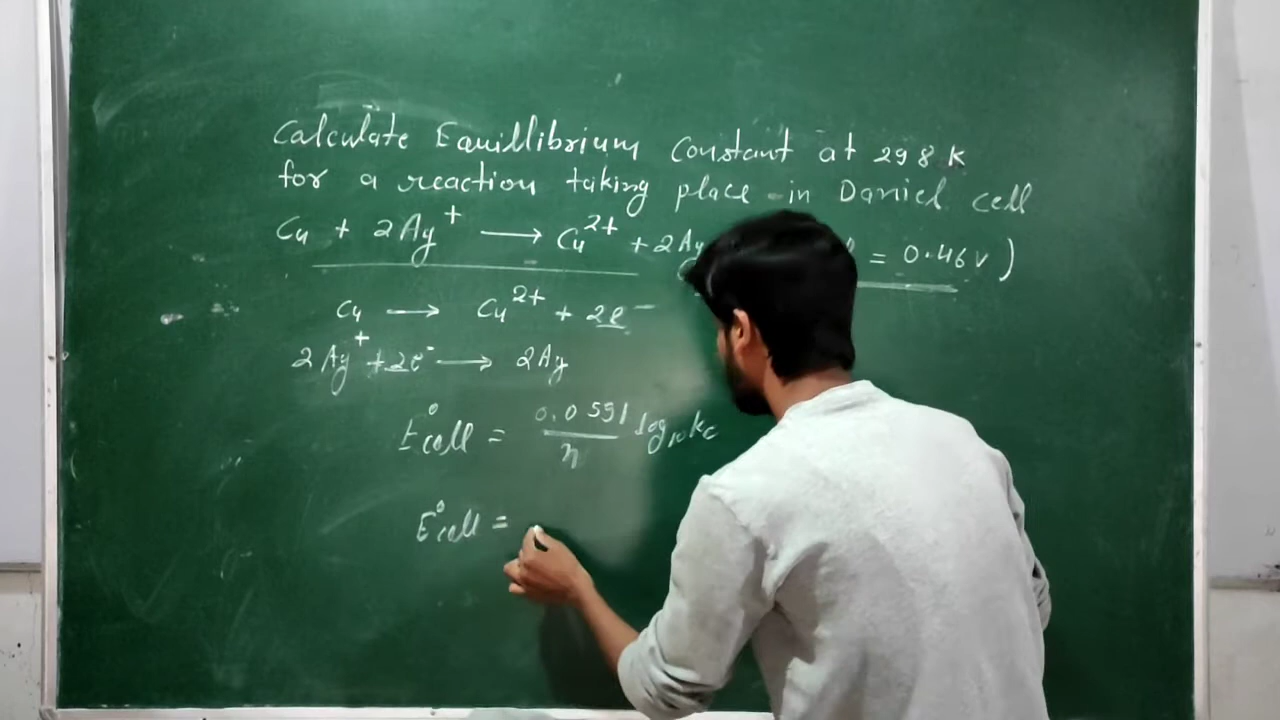 Calculate Equillibrium Constant at 298 K
for a reaction taking place in Daniel cell
Cu + 2Ag⁺ ⟶ Cu²⁺ + 2Ag = 0.46 V)
Cu ⟶ Cu²⁺ + 2e⁻
2Ag⁺ + 2e⁻ ⟶ 2Ag
E°cell = 0.0591/n log₁₀ Kc
E°cell =